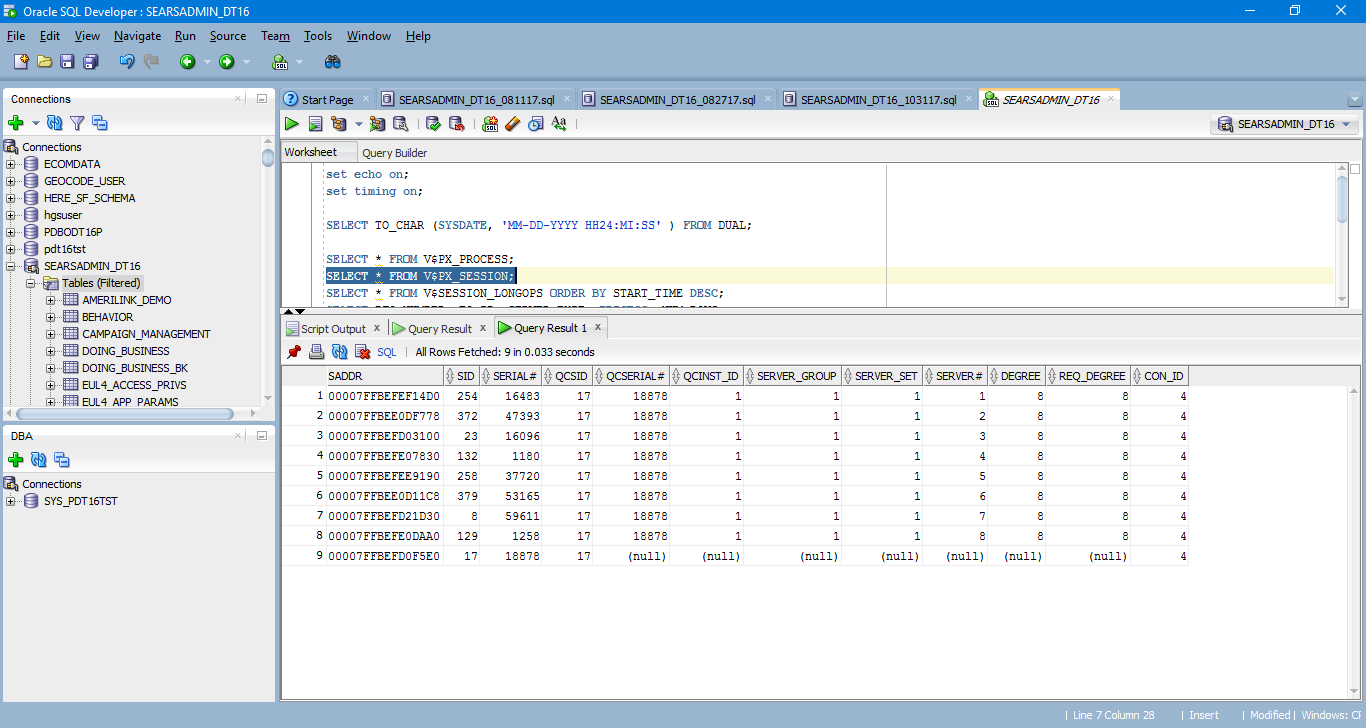 Oracle SQL Developer : SEARSADMIN_DT16
File Edit View Navigate Run Source Team Tools Window Help
Connections
Connections
ECOMDATA
GEOCODE_USER
HERE_SF_SCHEMA
hgsuser
PDBODT16P
pdt16tst
SEARSADMIN_DT16
Tables (Filtered)
AMERILINK_DEMO
BEHAVIOR
CAMPAIGN_MANAGEMENT
DOING_BUSINESS
DOING_BUSINESS_BK
EUL4_ACCESS_PRIVS
EUL4_APP_PARAMS
DBA
Connections
SYS_PDT16TST
Start Page SEARSADMIN_DT16_081117.sql SEARSADMIN_DT16_082717.sql SEARSADMIN_DT16_103117.sql SEARSADMIN_DT16
SEARSADMIN_DT16
Worksheet Query Builder
set echo on;
set timing on;
SELECT TO_CHAR (SYSDATE, 'MM-DD-YYYY HH24:MI:SS' ) FROM DUAL;
SELECT * FROM V$PX_PROCESS;
SELECT * FROM V$PX_SESSION;
SELECT * FROM V$SESSION_LONGOPS ORDER BY START_TIME DESC;
Script Output Query Result Query Result 1
SQL All Rows Fetched: 9 in 0.033 seconds
SADDR SID SERIAL# QCSID QCSERIAL# QCINST_ID SERVER_GROUP SERVER_SET SERVER# DEGREE REQ_DEGREE CON_ID
1 00007FFBEFEF14D0 254 16483 17 18878 1 1 1 1 8 8 4
2 00007FFBEE0DF778 372 47393 17 18878 1 1 1 2 8 8 4
3 00007FFBEFD03100 23 16096 17 18878 1 1 1 3 8 8 4
4 00007FFBEFE07830 132 1180 17 18878 1 1 1 4 8 8 4
5 00007FFBEFEE9190 258 37720 17 18878 1 1 1 5 8 8 4
6 00007FFBEE0D11C8 379 53165 17 18878 1 1 1 6 8 8 4
7 00007FFBEFD21D30 8 59611 17 18878 1 1 1 7 8 8 4
8 00007FFBEFE0DAA0 129 1258 17 18878 1 1 1 8 8 8 4
9 00007FFBEFD0F5E0 17 18878 17 (null) (null) (null) (null) (null) (null) (null) 4
Line 7 Column 28 | Insert | Modified | Windows: CF